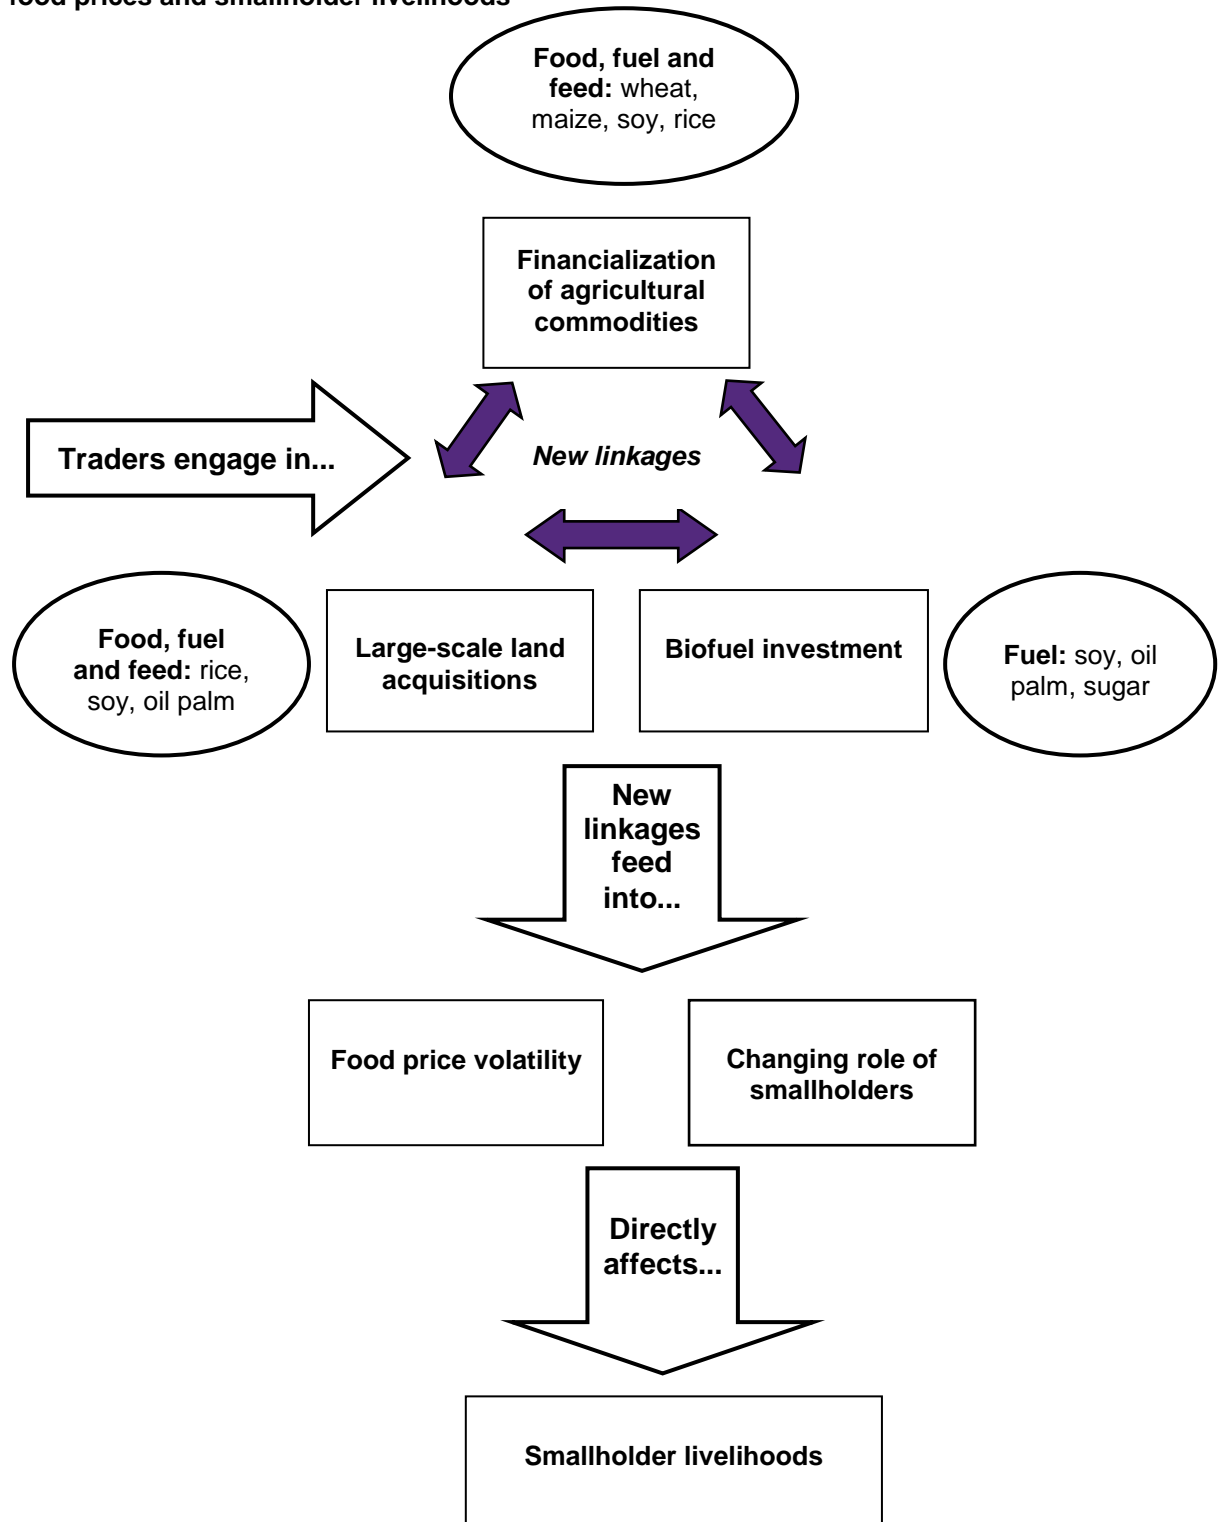 food prices and smallholder livelihoods
Food, fuel and
feed: wheat,
maize, soy, rice
Financialization
of agricultural
commodities
Traders engage in...
New linkages
Food, fuel
and feed: rice,
soy, oil palm
Large-scale land
acquisitions
Biofuel investment
Fuel: soy, oil
palm, sugar
New
linkages
feed
into...
Food price volatility
Changing role of
smallholders
Directly
affects...
Smallholder livelihoods